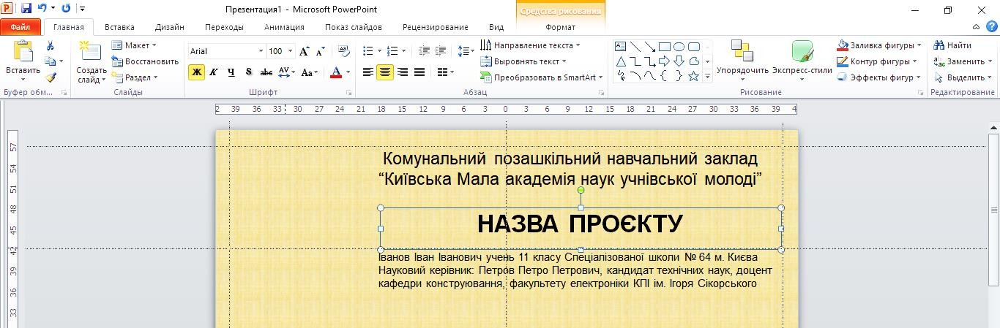 Презентация1 - Microsoft PowerPoint
Средства рисования
Файл Главная Вставка Дизайн Переходы Анимация Показ слайдов Рецензирование Вид Формат
Вставить
Буфер обм...
Создать слайд
Макет
Восстановить
Раздел
Слайды
Arial 100
Ж К Ч S abc AV Aa А
Шрифт
Направление текста
Выровнять текст
Преобразовать в SmartArt
Абзац
Упорядочить
Экспресс-стили
Заливка фигуры
Контур фигуры
Эффекты фигур
Рисование
Найти
Заменить
Выделить
Редактирование
2 39 36 33 30 27 24 21 18 15 12 9 6 3 0 3 6 9 12 15 18 21 24 27 30 33 36 39 4
57
54
51
48
45
42
39
36
33
Комунальний позашкільний навчальний заклад
“Київська Мала академія наук учнівської молоді”
НАЗВА ПРОЄКТУ
Іванов Іван Іванович учень 11 класу Спеціалізованої школи № 64 м. Києва
Науковий керівник: Петров Петро Петрович, кандидат технічних наук, доцент
кафедри конструювання, факультету електроніки КПІ ім. Ігоря Сікорського